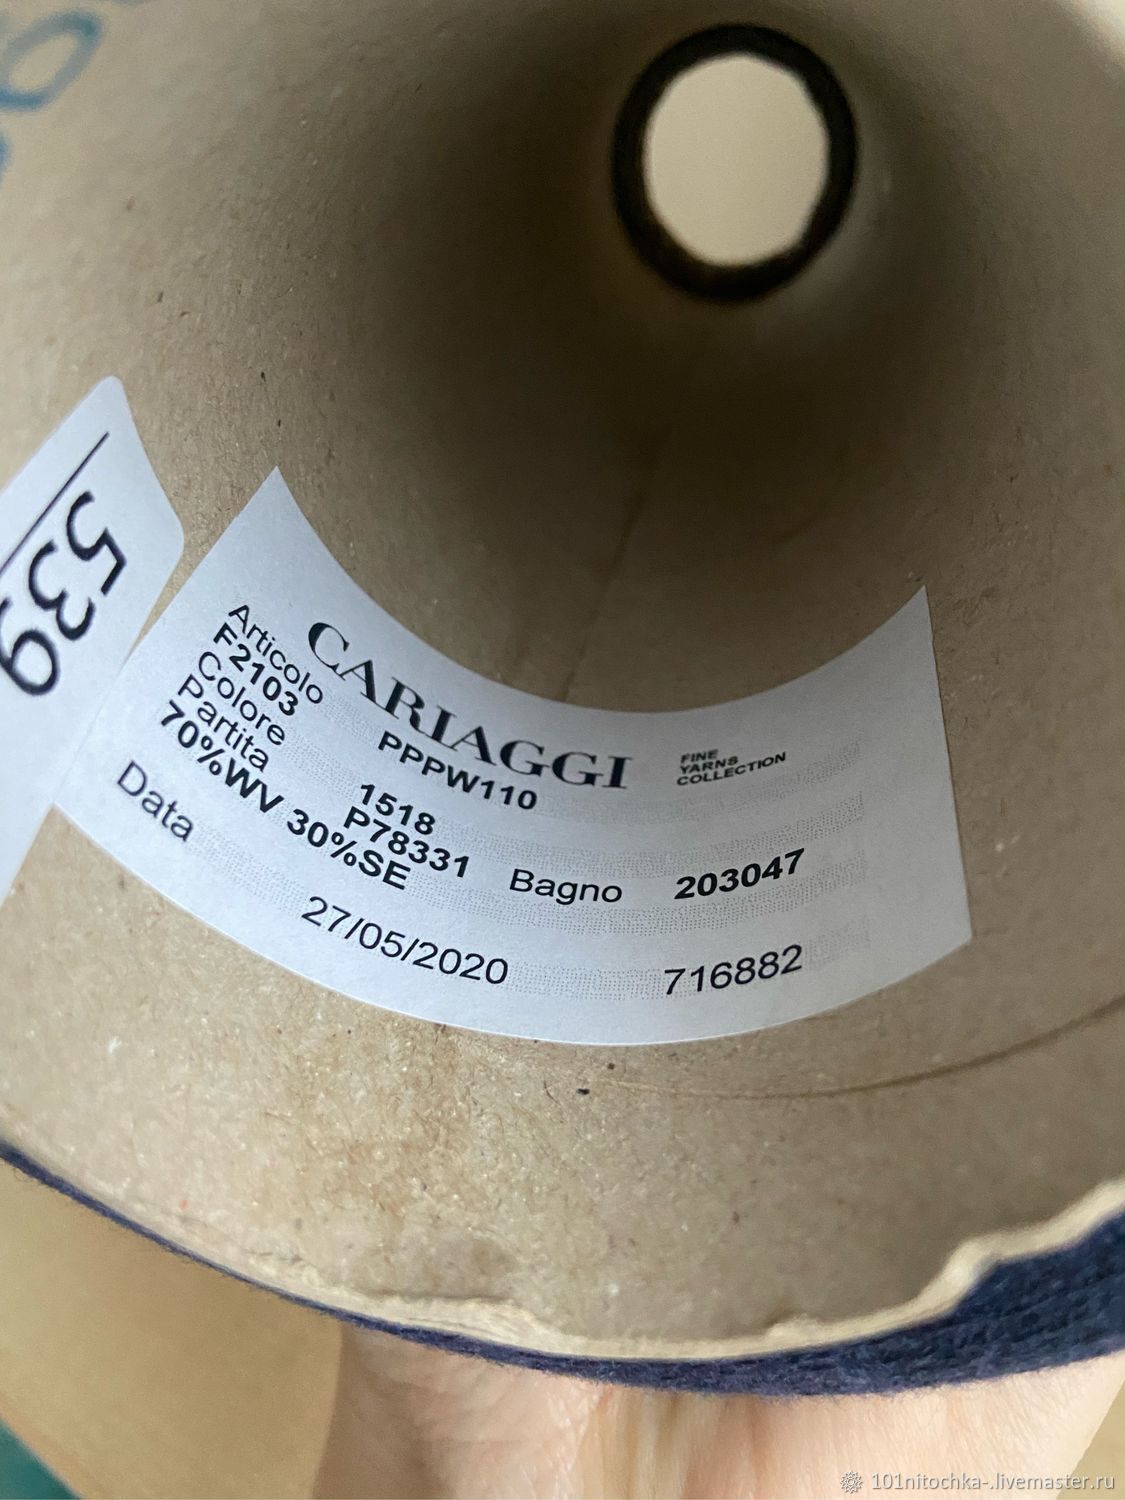 CARIAGGI
FINE
YARNS
COLLECTION
Articolo PPPW110
F2103
Colore 1518
Partita P78331 Bagno 203047
70%WV 30%SE
Data 27/05/2020 716882
539
101nitochka-.livemaster.ru